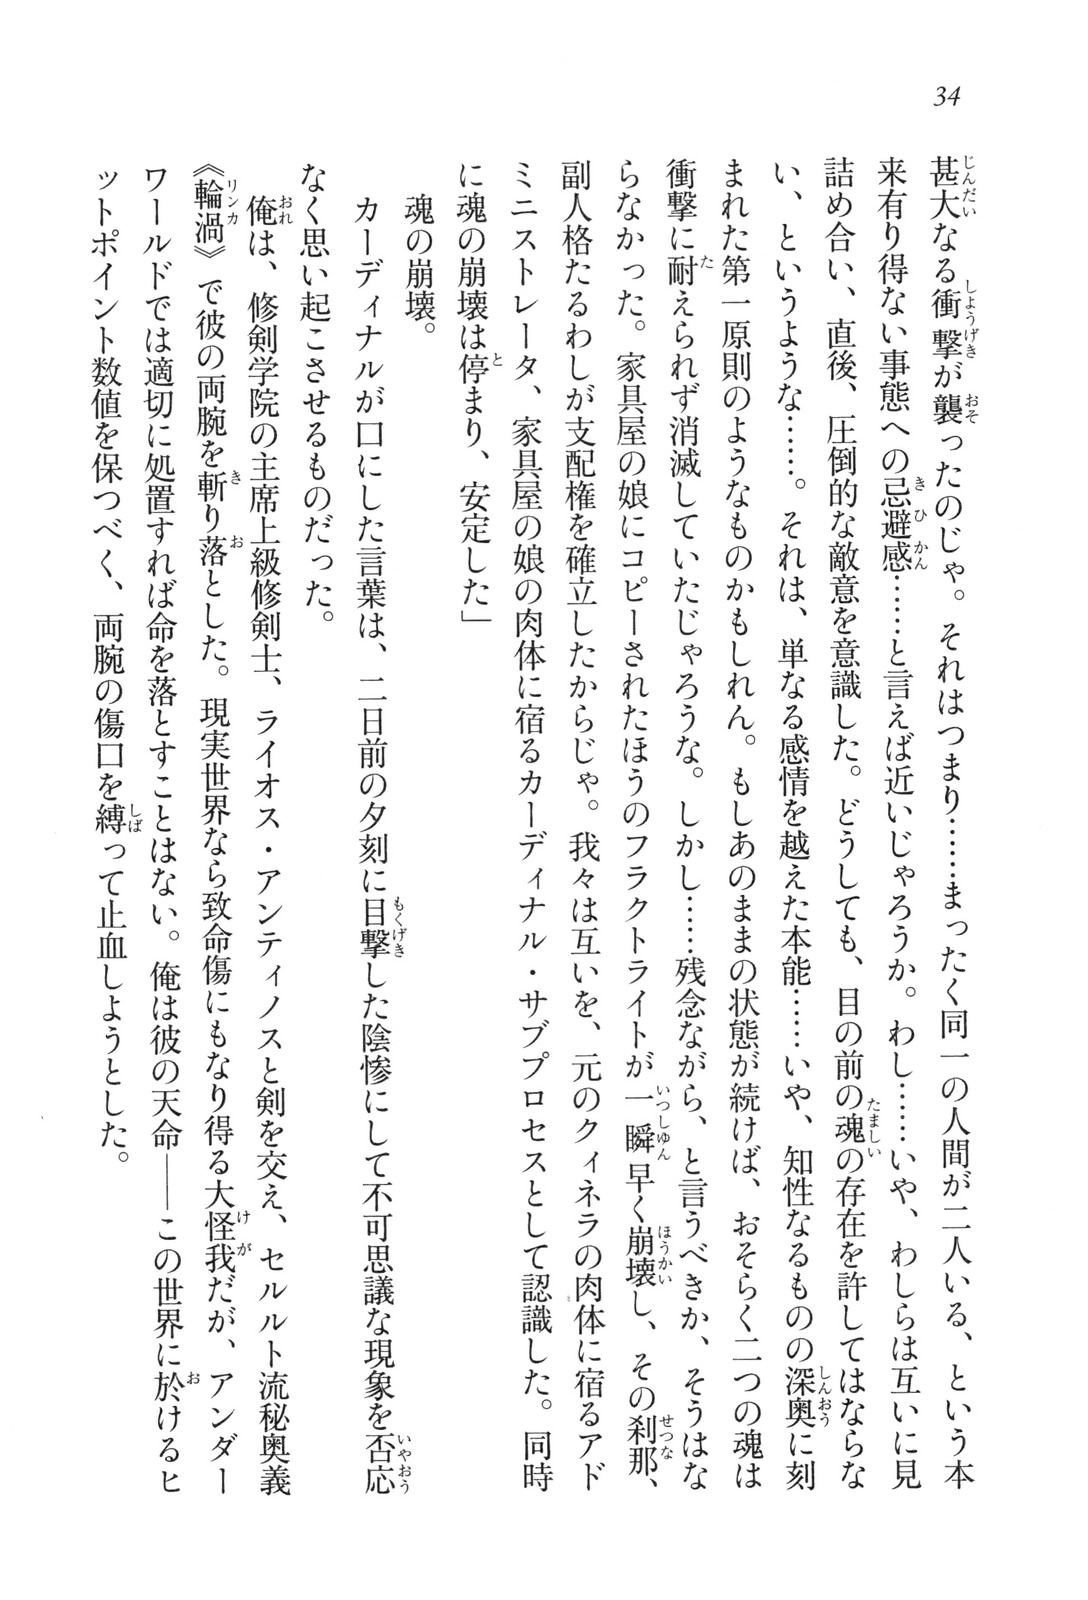 34
甚大なる衝撃が襲ったのじゃ。それはつまり……まったく同一の人間が二人いる、という本
来有り得ない事態への忌避感……と言えば近いじゃろうか。わし……いや、わしらは互いに見
詰め合い、直後、圧倒的な敵意を意識した。どうしても、目の前の魂の存在を許してはならな
い、というような……。それは、単なる感情を越えた本能……いや、知性なるものの深奥に刻
まれた第一原則のようなものかもしれん。もしあのままの状態が続けば、おそらく二つの魂は
衝撃に耐えられず消滅していたじゃろうな。しかし……残念ながら、と言うべきか、そうはな
らなかった。家具屋の娘にコピーされたほうのフラクトライトが一瞬早く崩壊し、その刹那、
副人格たるわしが支配権を確立したからじゃ。我々は互いを、元のクィネラの肉体に宿るアド
ミニストレータ、家具屋の娘の肉体に宿るカーディナル・サブプロセスとして認識した。同時
に魂の崩壊は停まり、安定した」
魂の崩壊。
カーディナルが口にした言葉は、二日前の夕刻に目撃した陰惨にして不可思議な現象を否応
なく思い起こさせるものだった。
俺は、修剣学院の主席上級修剣士、ライオス・アンティノスと剣を交え、セルルト流秘奥義
《輪渦》で彼の両腕を斬り落とした。現実世界なら致命傷にもなり得る大怪我だが、アンダー
ワールドでは適切に処置すれば命を落とすことはない。俺は彼の天命——この世界に於けるヒ
ットポイント数値を保つべく、両腕の傷口を縛って止血しようとした。